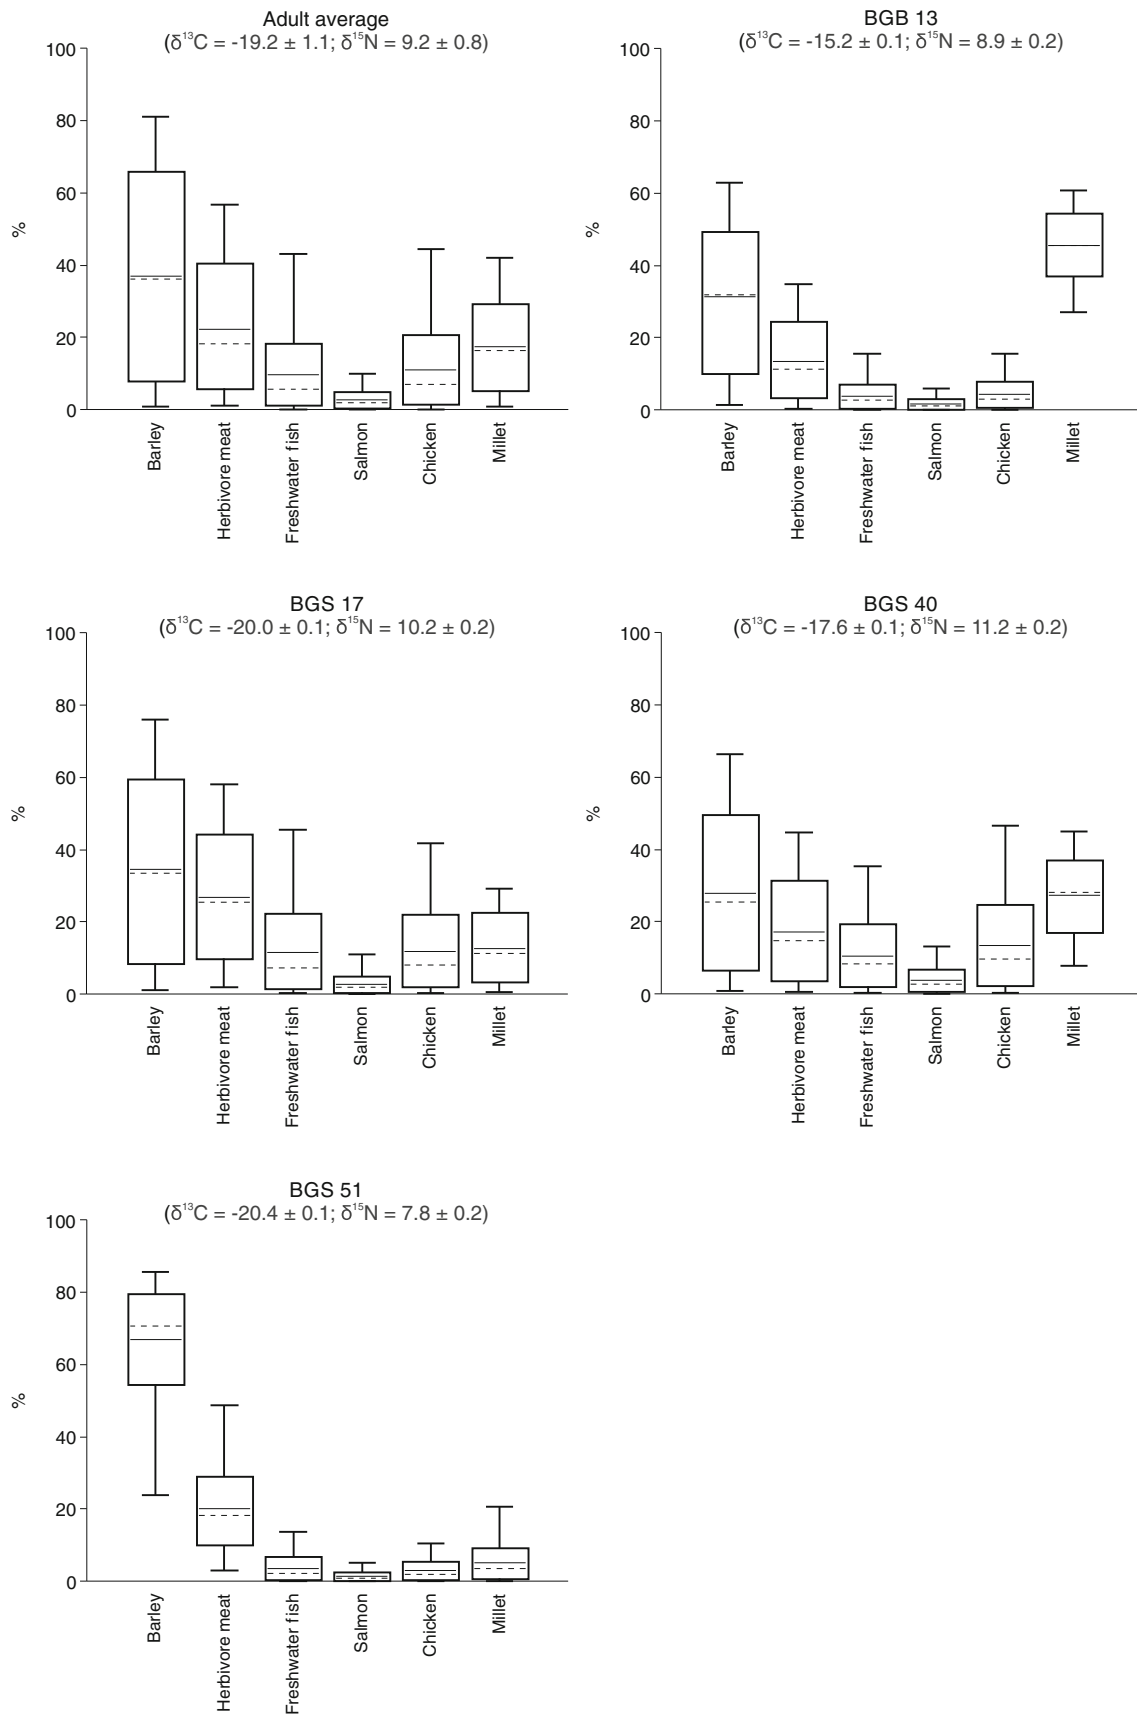 Adult average
(δ¹³C = -19.2 ± 1.1; δ¹⁵N = 9.2 ± 0.8)
100
80
60
40
20
0
%
Barley
Herbivore meat
Freshwater fish
Salmon
Chicken
Millet
BGB 13
(δ¹³C = -15.2 ± 0.1; δ¹⁵N = 8.9 ± 0.2)
100
80
60
40
20
0
%
Barley
Herbivore meat
Freshwater fish
Salmon
Chicken
Millet
BGS 17
(δ¹³C = -20.0 ± 0.1; δ¹⁵N = 10.2 ± 0.2)
100
80
60
40
20
0
%
Barley
Herbivore meat
Freshwater fish
Salmon
Chicken
Millet
BGS 40
(δ¹³C = -17.6 ± 0.1; δ¹⁵N = 11.2 ± 0.2)
100
80
60
40
20
0
%
Barley
Herbivore meat
Freshwater fish
Salmon
Chicken
Millet
BGS 51
(δ¹³C = -20.4 ± 0.1; δ¹⁵N = 7.8 ± 0.2)
100
80
60
40
20
0
%
Barley
Herbivore meat
Freshwater fish
Salmon
Chicken
Millet